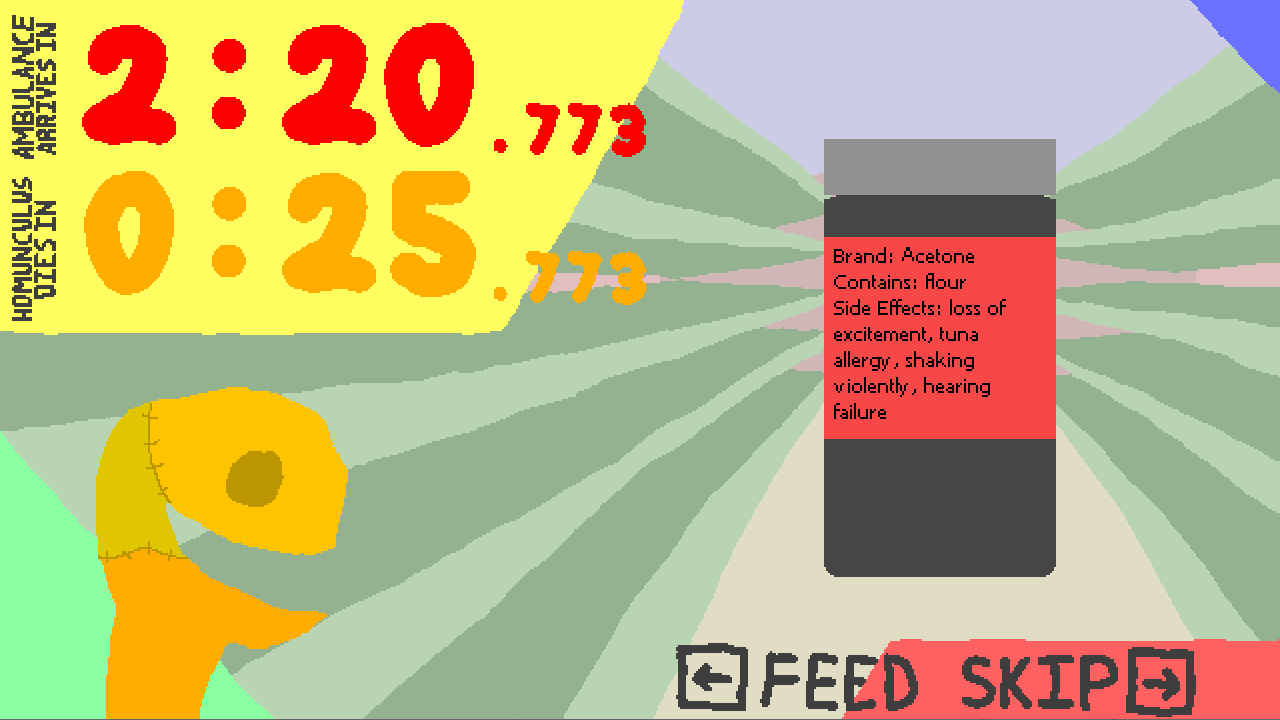 AMBULANCE
ARRIVES IN
2:20.773
HOMUNCULUS
DIES IN
0:25.773
Brand: Acetone
Contains: flour
Side Effects: loss of
excitement, tuna
allergy, shaking
violently, hearing
failure
← FEED SKIP →